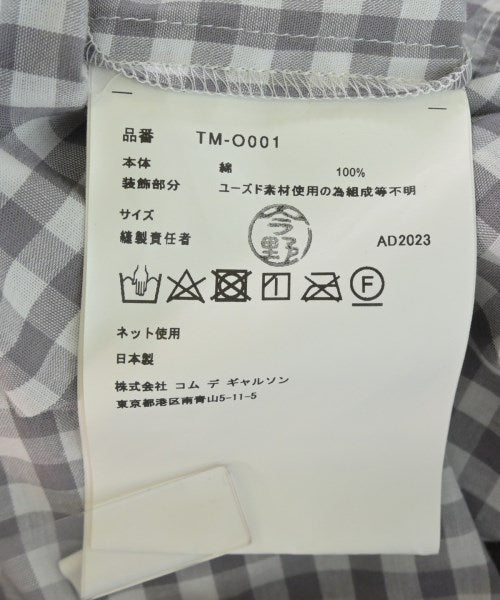 品番 TM-O001
本体 綿 100%
装飾部分 ユーズド素材使用の為組成等不明
サイズ
縫製責任者 今野 AD2023
F
ネット使用
日本製
株式会社 コム デ ギャルソン
東京都港区南青山5-11-5